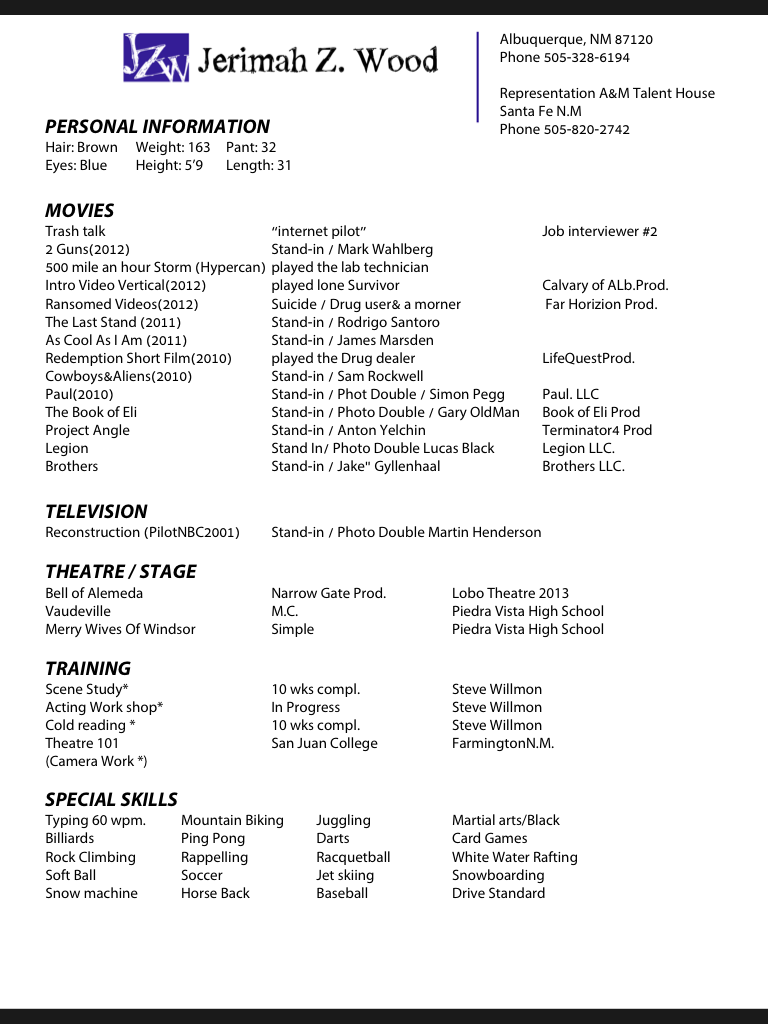 JZW Jerimah Z. Wood
Albuquerque, NM 87120
Phone 505-328-6194
Representation A&M Talent House
Santa Fe N.M
Phone 505-820-2742
PERSONAL INFORMATION
Hair: Brown Weight: 163 Pant: 32
Eyes: Blue Height: 5’9 Length: 31
MOVIES
Trash talk “internet pilot” Job interviewer #2
2 Guns(2012) Stand-in / Mark Wahlberg
500 mile an hour Storm (Hypercan) played the lab technician
Intro Video Vertical(2012) played lone Survivor Calvary of ALb.Prod.
Ransomed Videos(2012) Suicide / Drug user& a morner Far Horizion Prod.
The Last Stand (2011) Stand-in / Rodrigo Santoro
As Cool As I Am (2011) Stand-in / James Marsden
Redemption Short Film(2010) played the Drug dealer LifeQuestProd.
Cowboys&Aliens(2010) Stand-in / Sam Rockwell
Paul(2010) Stand-in / Phot Double / Simon Pegg Paul. LLC
The Book of Eli Stand-in / Photo Double / Gary OldMan Book of Eli Prod
Project Angle Stand-in / Anton Yelchin Terminator4 Prod
Legion Stand In/ Photo Double Lucas Black Legion LLC.
Brothers Stand-in / Jake" Gyllenhaal Brothers LLC.
TELEVISION
Reconstruction (PilotNBC2001) Stand-in / Photo Double Martin Henderson
THEATRE / STAGE
Bell of Alemeda Narrow Gate Prod. Lobo Theatre 2013
Vaudeville M.C. Piedra Vista High School
Merry Wives Of Windsor Simple Piedra Vista High School
TRAINING
Scene Study* 10 wks compl. Steve Willmon
Acting Work shop* In Progress Steve Willmon
Cold reading * 10 wks compl. Steve Willmon
Theatre 101 San Juan College FarmingtonN.M.
(Camera Work *)
SPECIAL SKILLS
Typing 60 wpm. Mountain Biking Juggling Martial arts/Black
Billiards Ping Pong Darts Card Games
Rock Climbing Rappelling Racquetball White Water Rafting
Soft Ball Soccer Jet skiing Snowboarding
Snow machine Horse Back Baseball Drive Standard